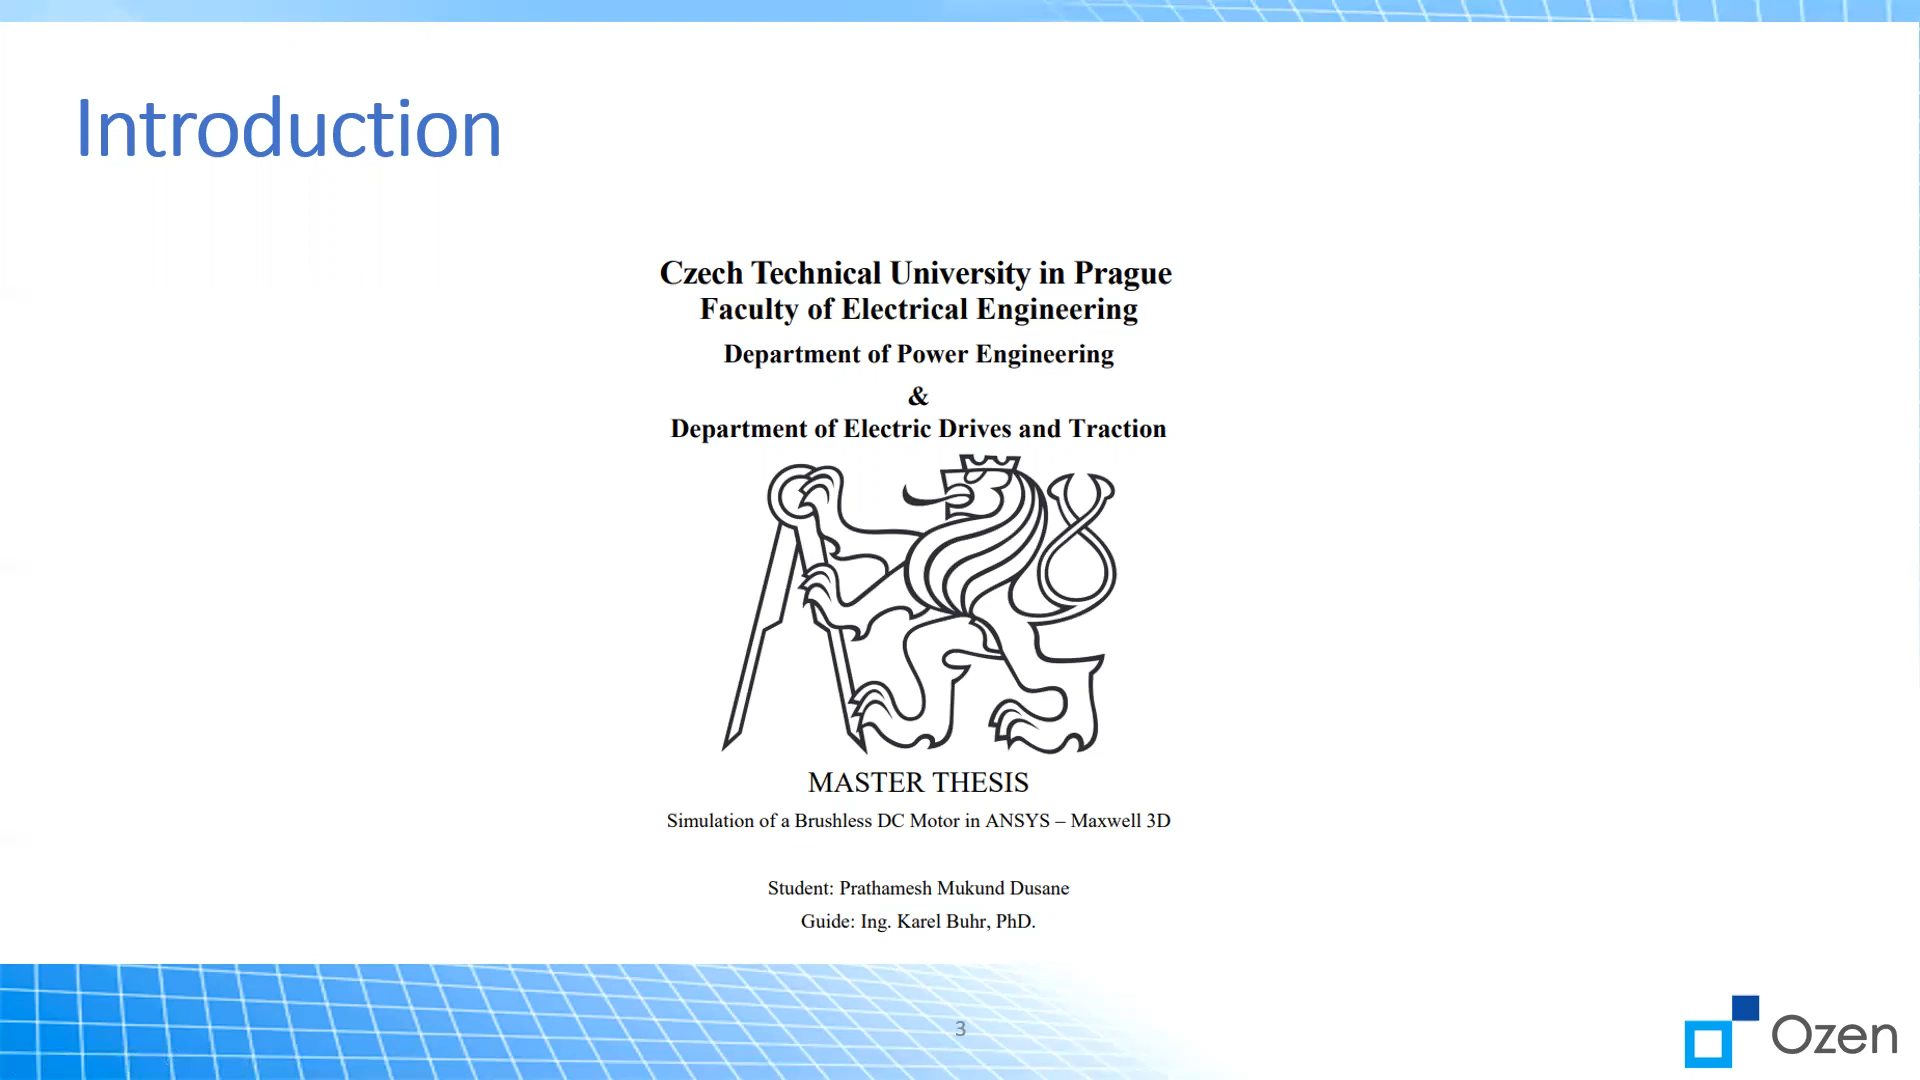 Introduction
Czech Technical University in Prague
Faculty of Electrical Engineering
Department of Power Engineering
&
Department of Electric Drives and Traction
MASTER THESIS
Simulation of a Brushless DC Motor in ANSYS – Maxwell 3D
Student: Prathamesh Mukund Dusane
Guide: Ing. Karel Buhr, PhD.
3
Ozen